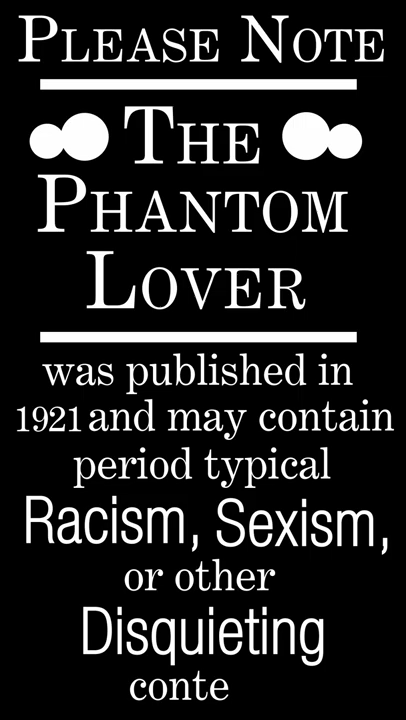 Please Note
The
Phantom
Lover
was published in
1921 and may contain
period typical
Racism, Sexism,
or other
Disquieting
conte